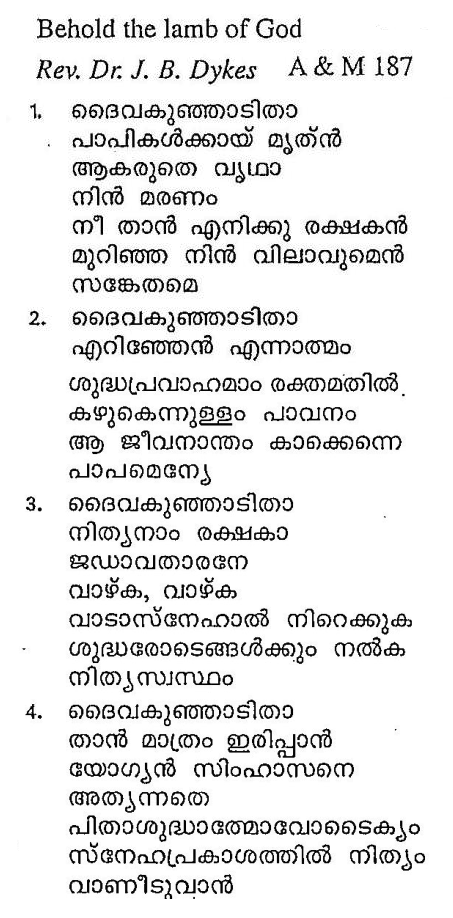 Behold the lamb of God
Rev. Dr. J. B. Dykes A & M 187
1. ദൈവകുഞ്ഞാടിതാ
പാപികൾക്കായ് മൃത്ൻ
ആകരുതെ വൃഥാ
നിൻ മരണം
നീ താൻ എനിക്കു രക്ഷകൻ
മുറിഞ്ഞ നിൻ വിലാവുമെൻ
സങ്കേതമെ
2. ദൈവകുഞ്ഞാടിതാ
എറിഞ്ഞേൻ എന്നാത്മം
ശുദ്ധപ്രവാഹമാം രക്തമതിൽ
കഴുകെന്നുള്ളം പാവനം
ആ ജീവനാന്തം കാക്കെന്നെ
പാപമെന്യേ
3. ദൈവകുഞ്ഞാടിതാ
നിത്യനാം രക്ഷകാ
ജഡാവതാരനേ
വാഴ്ക, വാഴ്ക
വാടാസ്നേഹാൽ നിറെക്കുക
ശുദ്ധരോടെങ്ങൾക്കും നൽക
നിത്യസ്വസ്ഥം
4. ദൈവകുഞ്ഞാടിതാ
താൻ മാത്രം ഇരിപ്പാൻ
യോഗ്യൻ സിംഹാസനെ
അത്യന്നതെ
പിതാശുദ്ധാത്മോവോടൈക്യം
സ്നേഹപ്രകാശത്തിൽ നിത്യം
വാണീടുവാൻ